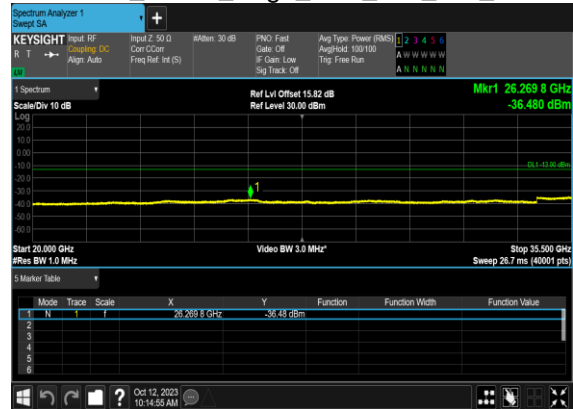 Spectrum Analyzer 1
Swept SA
+
KEYSIGHT Input: RF Input Z: 50 Ω #Atten: 30 dB PNO: Fast Avg Type: Power (RMS) 1 2 3 4 5 6
R T Coupling: DC Corr CCorr Gate: Off Avg|Hold: 100/100 A W W W W W
Align: Auto Freq Ref: Int (S) IF Gain: Low Trig: Free Run
Sig Track: Off A N N N N N
1 Spectrum Ref Lvl Offset 15.82 dB Mkr1 26.269 8 GHz
Scale/Div 10 dB Ref Level 30.00 dBm -36.480 dBm
Log
20.0
10.0
0.00
-10.0 DL1 -13.00 dBm
-20.0
-30.0 1
-40.0
-50.0
-60.0
Start 20.000 GHz Video BW 3.0 MHz* Stop 35.500 GHz
#Res BW 1.0 MHz Sweep 26.7 ms (40001 pts)
5 Marker Table
Mode Trace Scale X Y Function Function Width Function Value
1 N 1 f 26.269 8 GHz -36.48 dBm
2
3
4
5
6
? Oct 12, 2023
10:14:55 AM